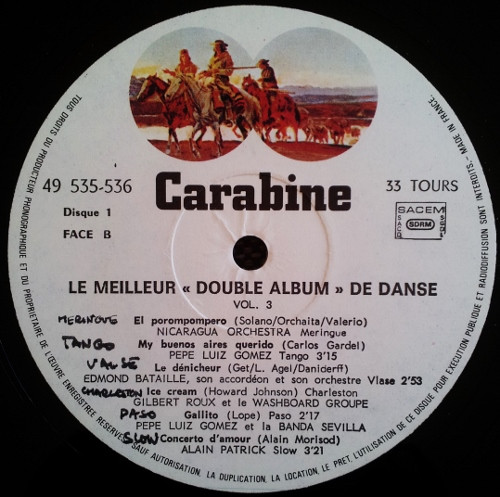 TOUS DROITS DU PRODUCTEUR PHONOGRAPHIQUE ET DU PROPRIETAIRE DE L'ŒUVRE ENREGISTREE RESERVES. SAUF AUTORISATION, LA DUPLICATION, LA LOCATION, LE PRET, L'UTILISATION DE CE DISQUE POUR EXECUTION PUBLIQUE ET RADIODIFFUSION SONT INTERDITS. - MADE IN FRANCE.
49 535-536
Carabine
33 TOURS
Disque 1
FACE B
SACEM
SACD
SDRM
LE MEILLEUR « DOUBLE ALBUM » DE DANSE
VOL. 3
MERINGUE El porompompero (Solano/Orchaita/Valerio)
NICARAGUA ORCHESTRA Meringue
TANGO My buenos aires querido (Carlos Gardel)
PEPE LUIZ GOMEZ Tango 3'15
VALSE Le dénicheur (Get/L. Agel/Daniderff)
EDMOND BATAILLE, son accordéon et son orchestre Vlase 2'53
CHARLESTON Ice cream (Howard Johnson) Charleston
GILBERT ROUX et le WASHBOARD GROUPE
PASO Gallito (Lope) Paso 2'17
PEPE LUIZ GOMEZ et la BANDA SEVILLA
SLOW Concerto d'amour (Alain Morisod)
ALAIN PATRICK Slow 3'21